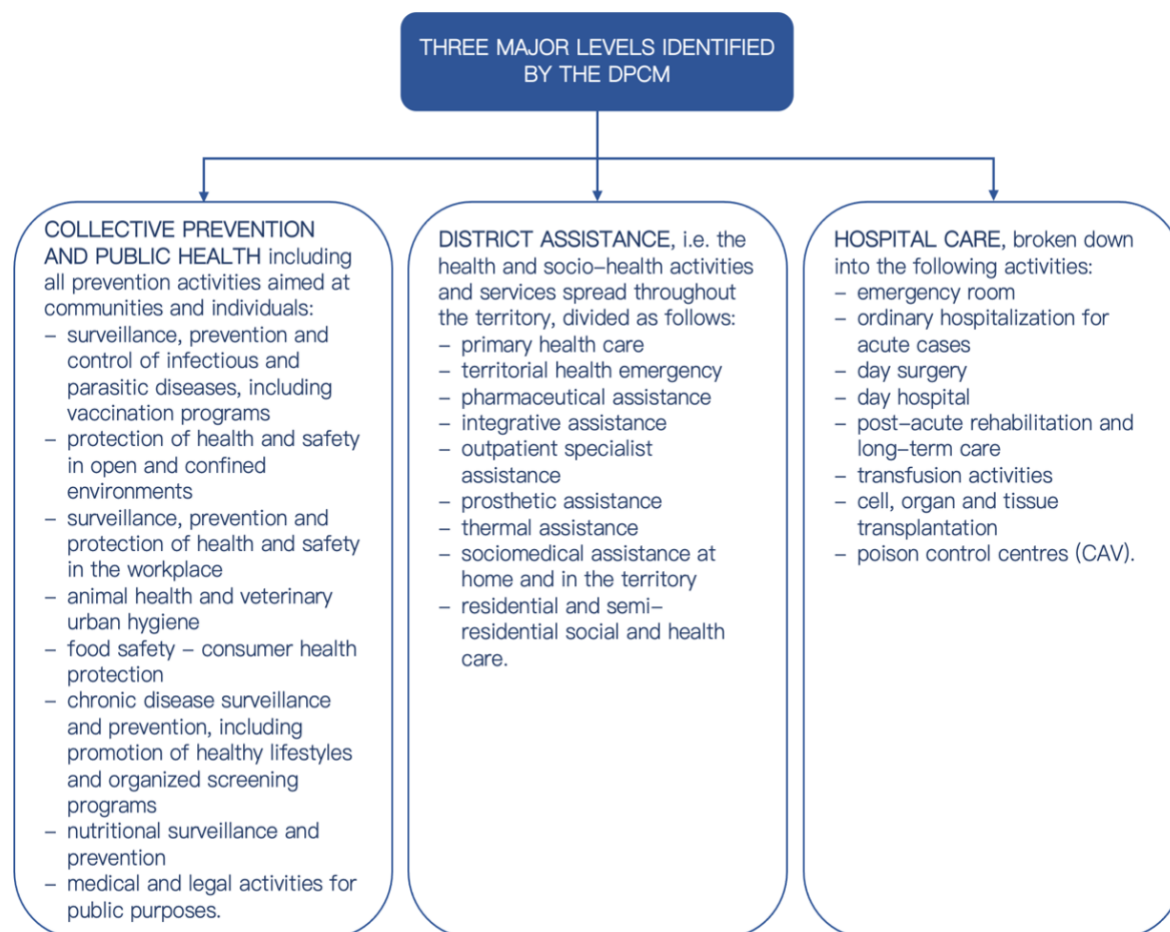 THREE MAJOR LEVELS IDENTIFIED
BY THE DPCM
COLLECTIVE PREVENTION
AND PUBLIC HEALTH including
all prevention activities aimed at
communities and individuals:
– surveillance, prevention and
control of infectious and
parasitic diseases, including
vaccination programs
– protection of health and safety
in open and confined
environments
– surveillance, prevention and
protection of health and safety
in the workplace
– animal health and veterinary
urban hygiene
– food safety – consumer health
protection
– chronic disease surveillance
and prevention, including
promotion of healthy lifestyles
and organized screening
programs
– nutritional surveillance and
prevention
– medical and legal activities for
public purposes.
DISTRICT ASSISTANCE, i.e. the
health and socio–health activities
and services spread throughout
the territory, divided as follows:
– primary health care
– territorial health emergency
– pharmaceutical assistance
– integrative assistance
– outpatient specialist
assistance
– prosthetic assistance
– thermal assistance
– sociomedical assistance at
home and in the territory
– residential and semi–
residential social and health
care.
HOSPITAL CARE, broken down
into the following activities:
– emergency room
– ordinary hospitalization for
acute cases
– day surgery
– day hospital
– post–acute rehabilitation and
long–term care
– transfusion activities
– cell, organ and tissue
transplantation
– poison control centres (CAV).